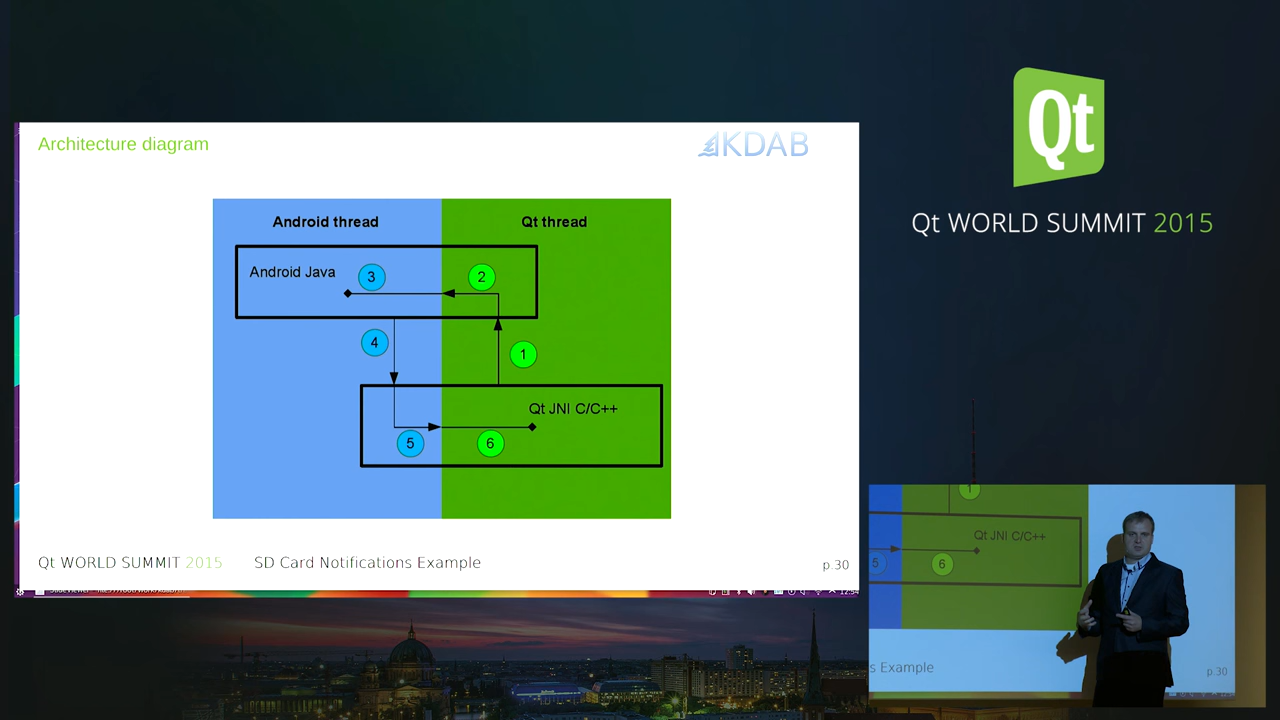 Architecture diagram
KDAB
Android thread
Qt thread
Android Java
3
2
4
1
Qt JNI C/C++
5
6
Qt WORLD SUMMIT 2015
SD Card Notifications Example
p.30
Qt
Qt WORLD SUMMIT 2015
1
Qt JNI C/C++
5
6
s Example
p.30